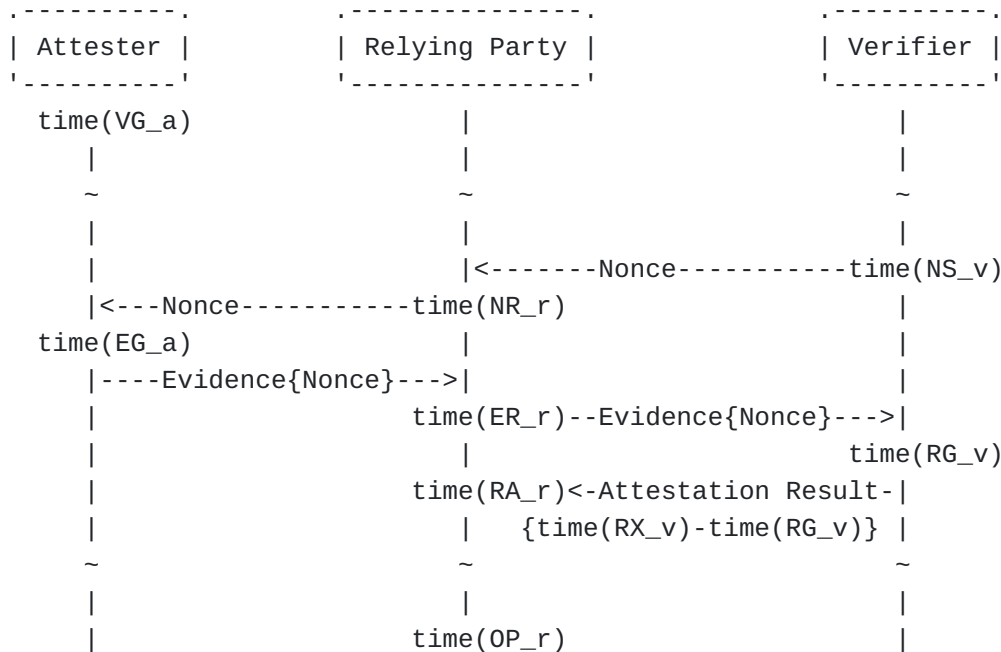 .----------.         .---------------.               .----------.
| Attester |         | Relying Party |               | Verifier |
'----------'         '---------------'               '----------'
  time(VG_a)                 |                            |
     |                       |                            |
     ~                       ~                            ~
     |                       |                            |
     |                       |<-------Nonce-----------time(NS_v)
     |<---Nonce-----------time(NR_r)                      |
  time(EG_a)                 |                            |
     |----Evidence{Nonce}--->|                            |
     |                    time(ER_r)--Evidence{Nonce}--->|
     |                       |                        time(RG_v)
     |                    time(RA_r)<-Attestation Result-|
     |                       |   {time(RX_v)-time(RG_v)} |
     ~                       ~                            ~
     |                       |                            |
     |                    time(OP_r)                      |